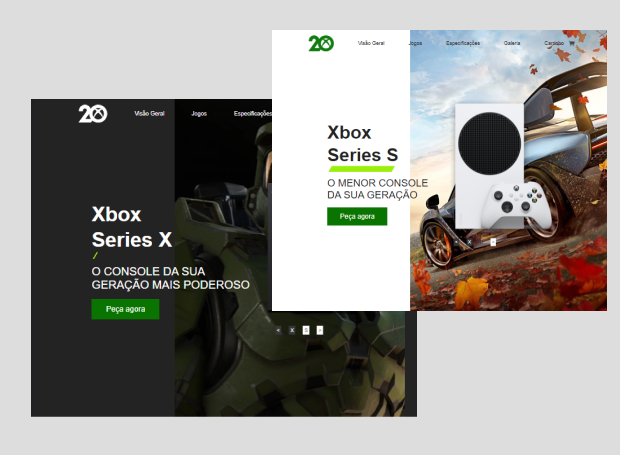 20
Visão Geral
Jogos
Especificações
Galeria
Carrinho
Xbox
Series S
O MENOR CONSOLE
DA SUA GERAÇÃO
Peça agora
20
Visão Geral
Jogos
Especificações
Xbox
Series X
O CONSOLE DA SUA
GERAÇÃO MAIS PODEROSO
Peça agora
< X S >